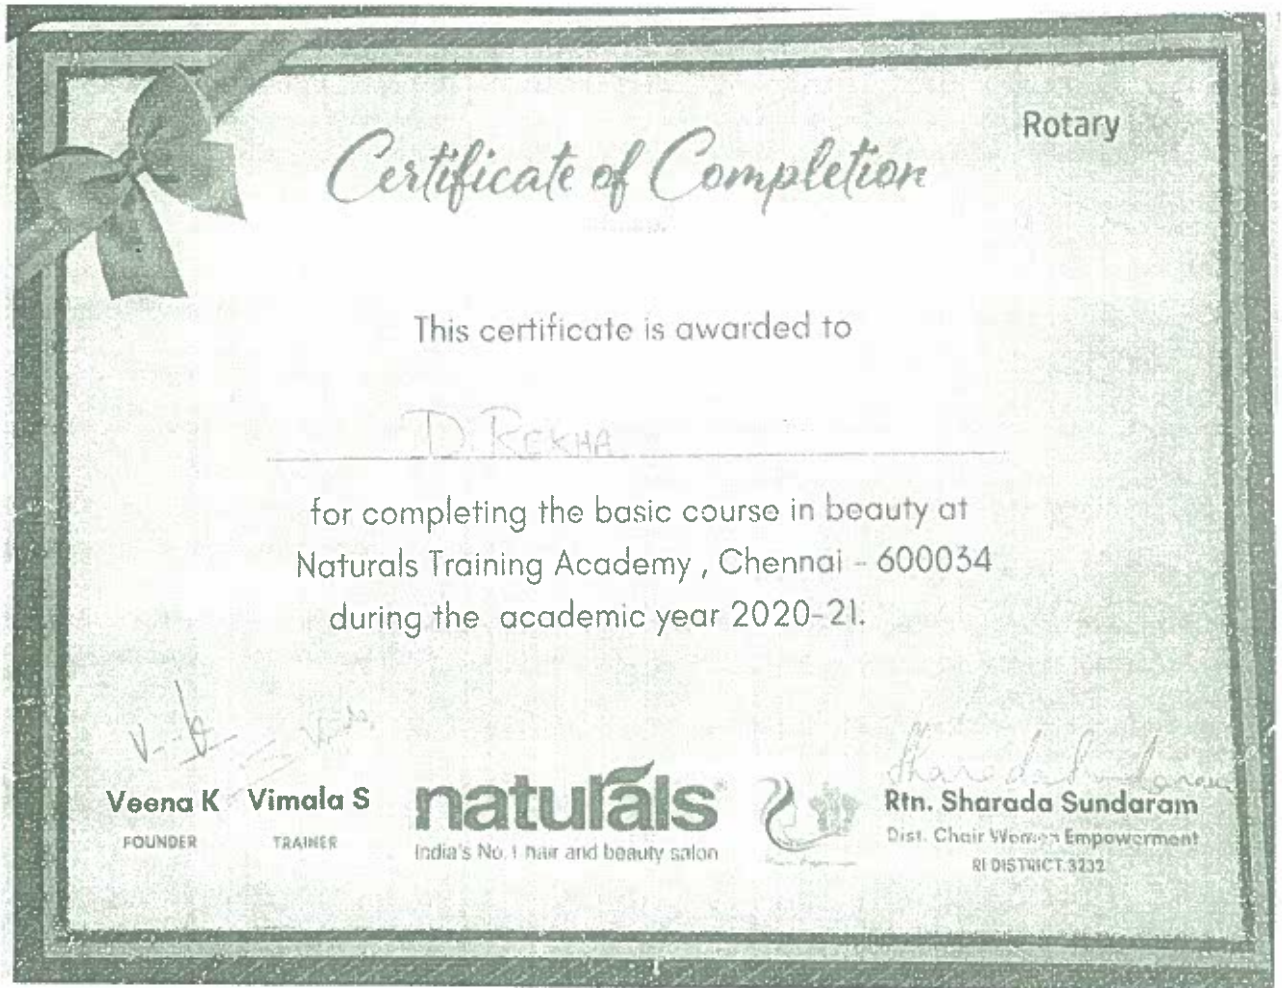 Rotary
Certificate of Completion
This certificate is awarded to
D. REKHA
for completing the basic course in beauty at
Naturals Training Academy , Chennai - 600034
during the academic year 2020-21.
Veena K Vimala S
FOUNDER TRAINER
naturals
India's No. 1 hair and beauty salon
Sharada Sundaram
Rtn. Sharada Sundaram
Dist. Chair Women Empowerment
RI DISTRICT 3232